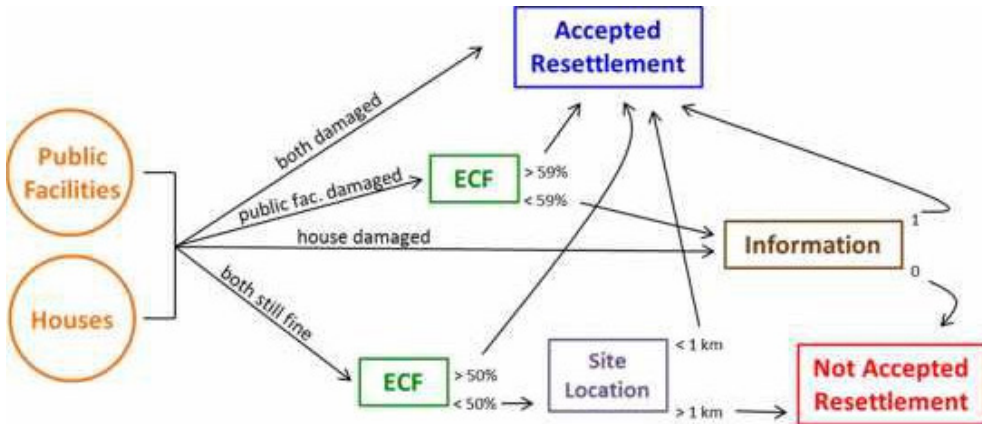 Accepted
Resettlement
Public
Facilities
Houses
both damaged
public fac. damaged
house damaged
both still fine
ECF
> 59%
< 59%
Information
1
0
ECF
> 50%
< 50%
Site
Location
< 1 km
> 1 km
Not Accepted
Resettlement